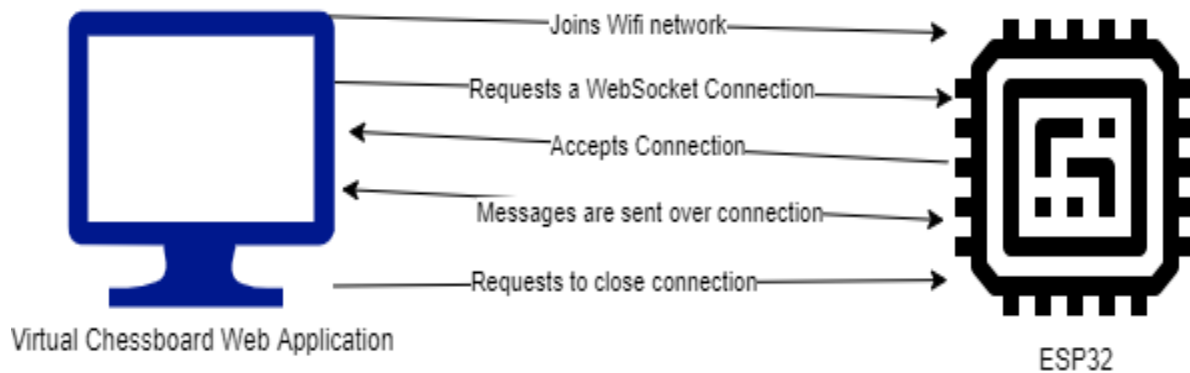 Joins Wifi network
Requests a WebSocket Connection
Accepts Connection
Messages are sent over connection
Requests to close connection
Virtual Chessboard Web Application
ESP32